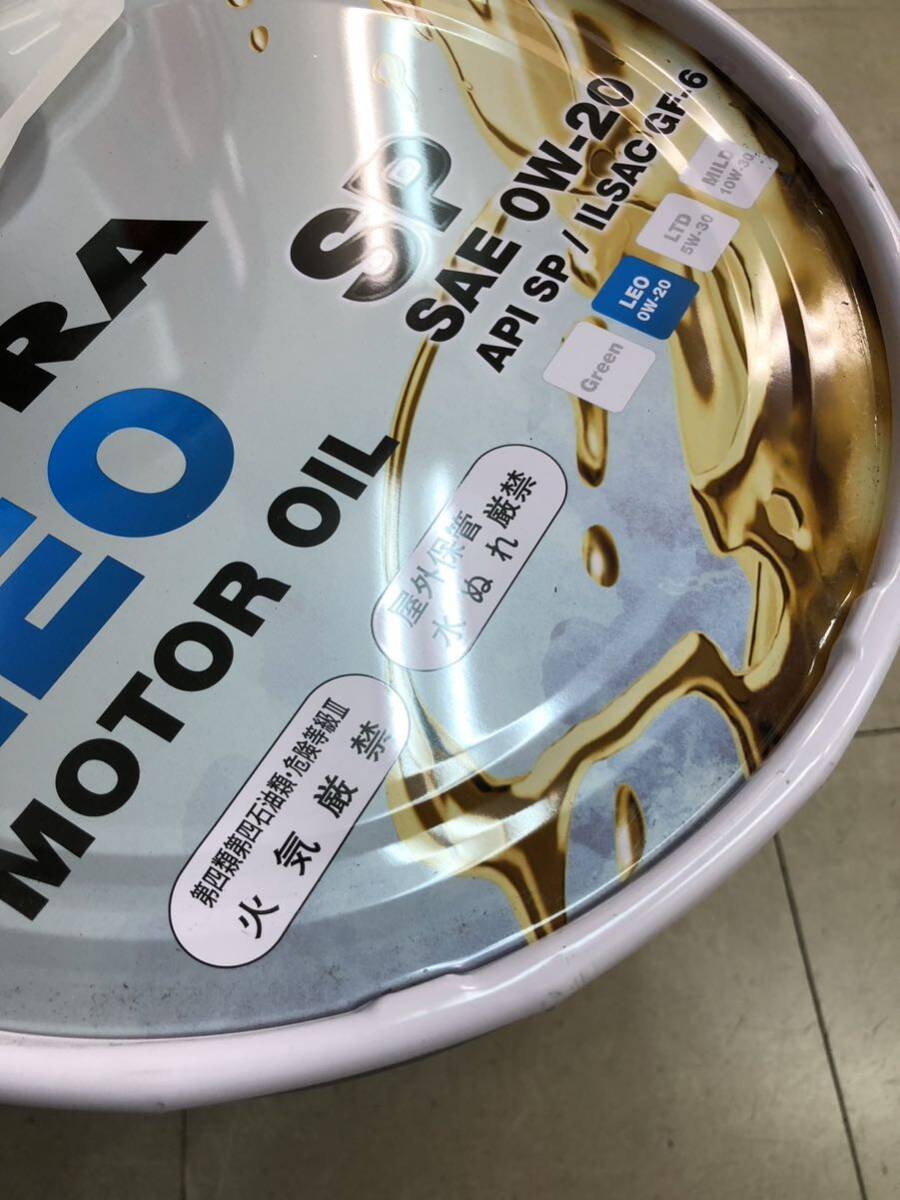 RA
LEO
MOTOR OIL
SP
SAE 0W-20
API SP / ILSAC GF-6
MILD
10W-30
LTD
5W-30
LEO
0W-20
Green
屋外保管
水ぬれ厳禁
第四類第四石油類・危険等級III
火気厳禁